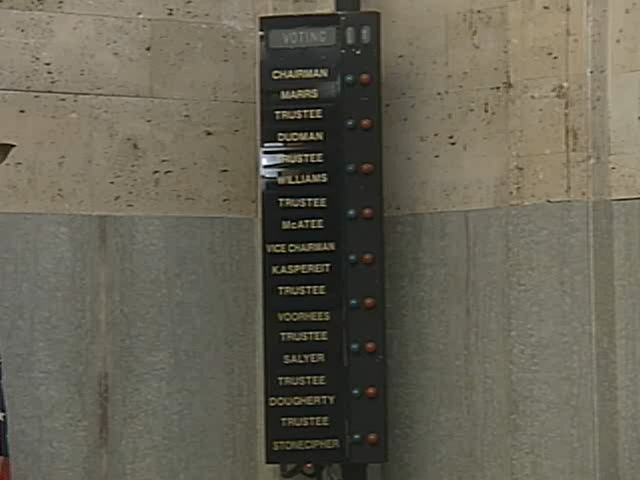 VOTING
CHAIRMAN
MARRS
TRUSTEE
DUDMAN
TRUSTEE
WILLIAMS
TRUSTEE
McATEE
VICE CHAIRMAN
KASPEREIT
TRUSTEE
VOORHEES
TRUSTEE
SALYER
TRUSTEE
DOUGHERTY
TRUSTEE
STONECIPHER